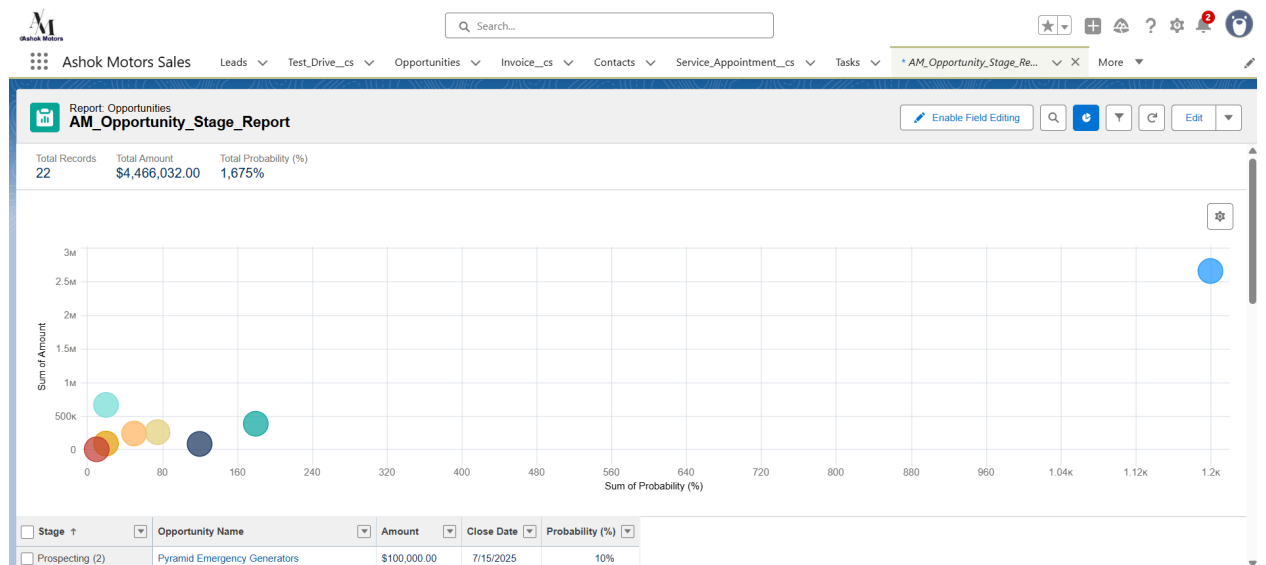 AM
Ashok Motors
Search...
2
Ashok Motors Sales Leads Test_Drive__cs Opportunities Invoice__cs Contacts Service_Appointment__cs Tasks * AM_Opportunity_Stage_Re... More
Report: Opportunities
AM_Opportunity_Stage_Report
Enable Field Editing Edit
Total Records Total Amount Total Probability (%)
22 $4,466,032.00 1,675%
3M
2.5M
2M
1.5M
1M
500K
0
Sum of Amount
0 80 160 240 320 400 480 560 640 720 800 880 960 1.04K 1.12K 1.2K
Sum of Probability (%)
Stage ↑ Opportunity Name Amount Close Date Probability (%)
Prospecting (2) Pyramid Emergency Generators $100,000.00 7/15/2025 10%